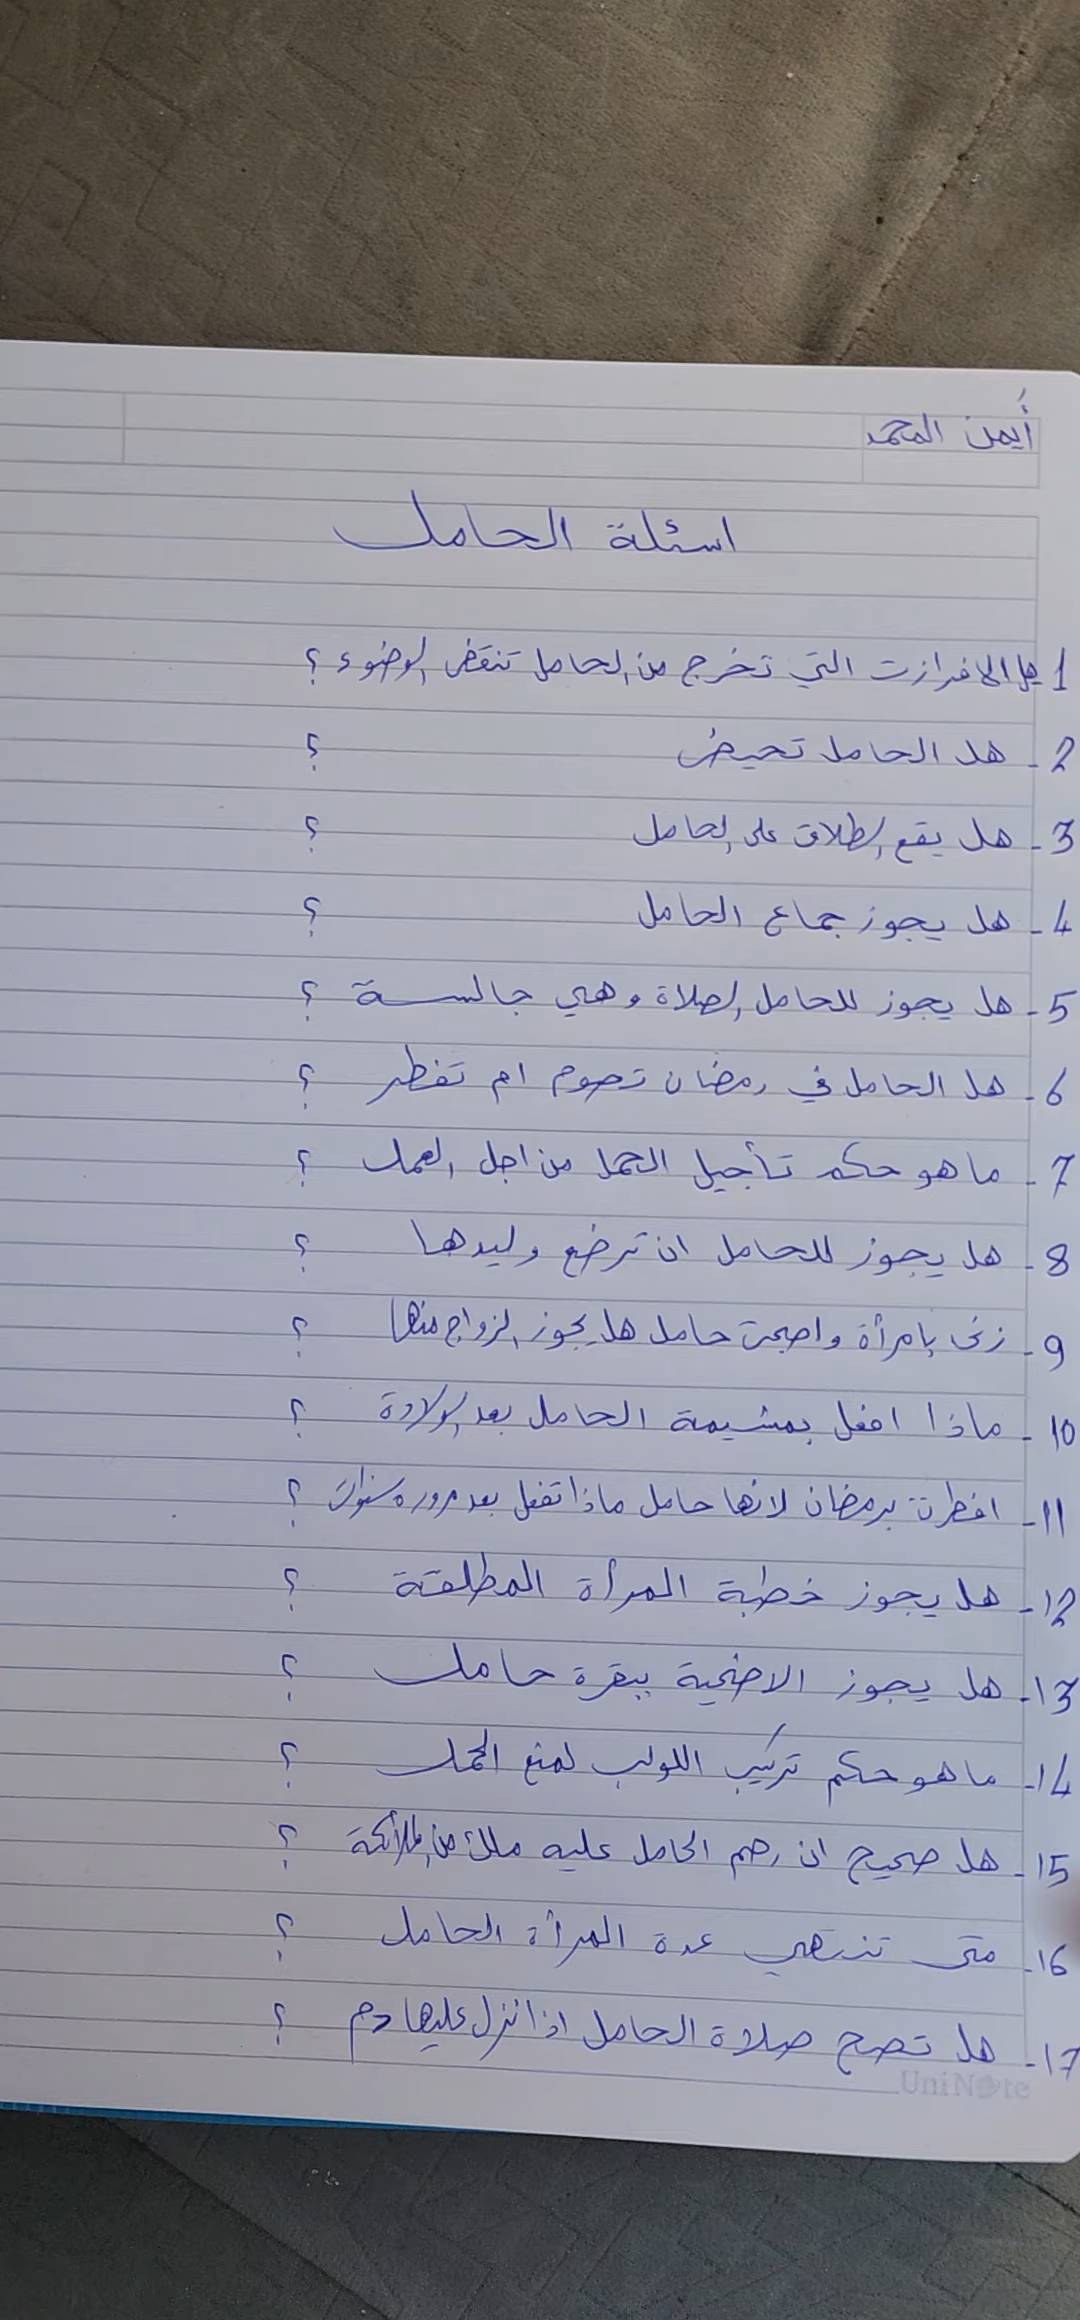 أيمن المحمد
اسئلة الحامل
1 هل الافرازت التي تخرج من الحامل تنقض الوضوء ؟
2 - هل الحامل تحيض ؟
3 - هل يقع الطلاق على الحامل ؟
4 - هل يجوز جماع الحامل ؟
5 - هل يجوز للحامل الصلاة وهي جالسة ؟
6 - هل الحامل في رمضان تصوم ام تفطر ؟
7 - ما هو حكم تأجيل الحمل من اجل العمل ؟
8 - هل يجوز للحامل ان ترضع وليدها ؟
9 - زنى بامرأة واصبحت حامل هل يجوز الزواج منها ؟
10 - ماذا افعل بمشيمة الحامل بعد الولادة ؟
11 - افطرت برمضان لانها حامل ماذا تفعل بعد مرور 5 سنوات ؟
12 - هل يجوز خطبة المرأة المطلقة ؟
13 - هل يجوز الاضحية ببقرة حامل ؟
14 - ما هو حكم تركيب اللولب لمنع الحمل ؟
15 - هل صحيح ان رحم الحامل عليه ملك من الملائكة ؟
16 - متى تنتهي عدة المرأة الحامل ؟
17 - هل تصح صلاة الحامل اذا نزل عليها دم ؟
UniNote